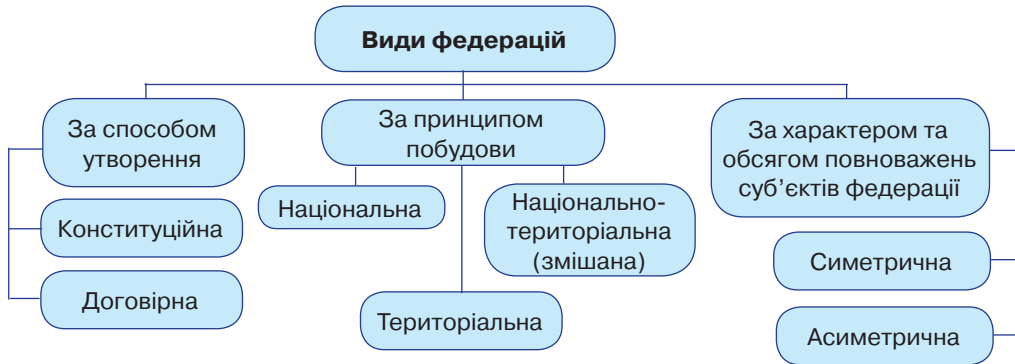 Види федерацій
За способом
утворення
Конституційна
Договірна
За принципом
побудови
Національна
Територіальна
Національно-
територіальна
(змішана)
За характером та
обсягом повноважень
суб’єктів федерації
Симетрична
Асиметрична